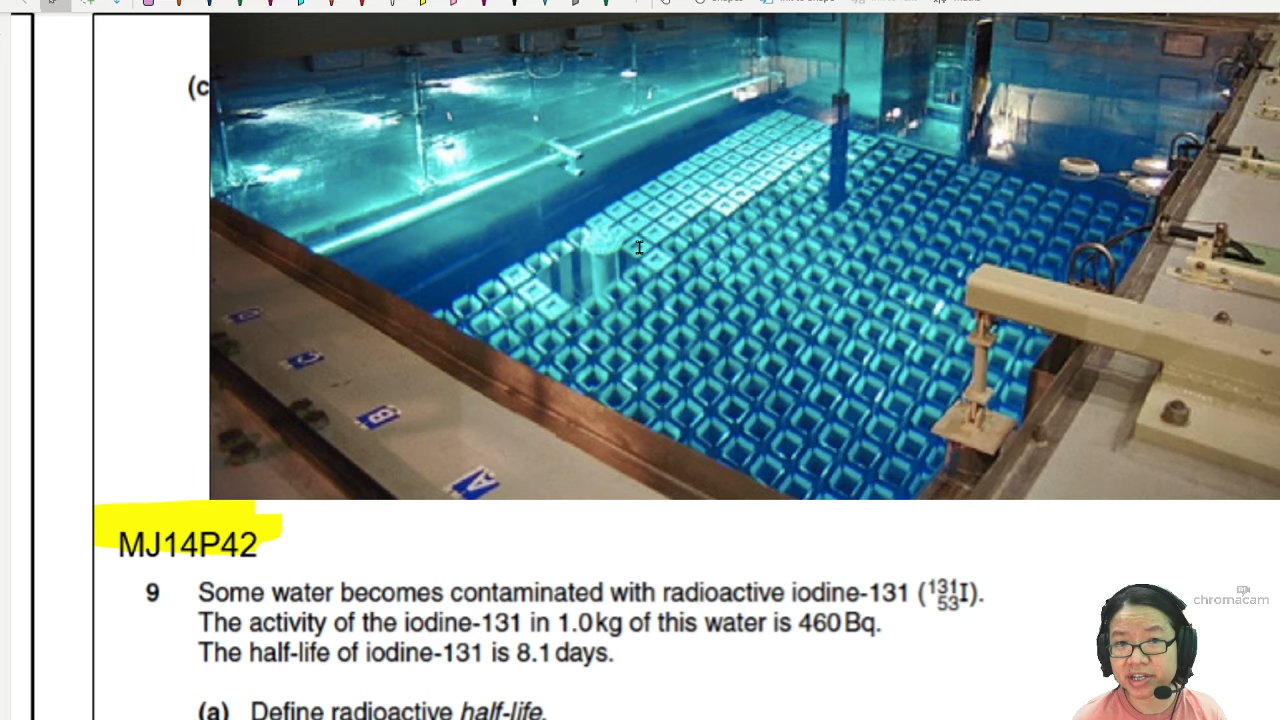 (c
C
B
A
MJ14P42
9 Some water becomes contaminated with radioactive iodine-131 (¹³¹₅₃I).
The activity of the iodine-131 in 1.0 kg of this water is 460 Bq.
The half-life of iodine-131 is 8.1 days.
chromacam
(a) Define radioactive half-life.